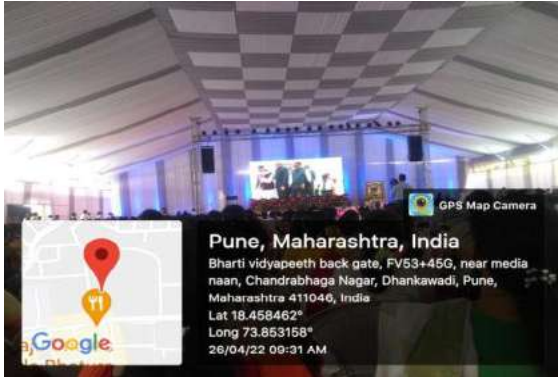 GPS Map Camera
Pune, Maharashtra, India
Bharti vidyapeeth back gate, FV53+45G, near media
naan, Chandrabhaga Nagar, Dhankawadi, Pune,
Maharashtra 411046, India
Lat 18.458462°
Long 73.853158°
26/04/22 09:31 AM
Google